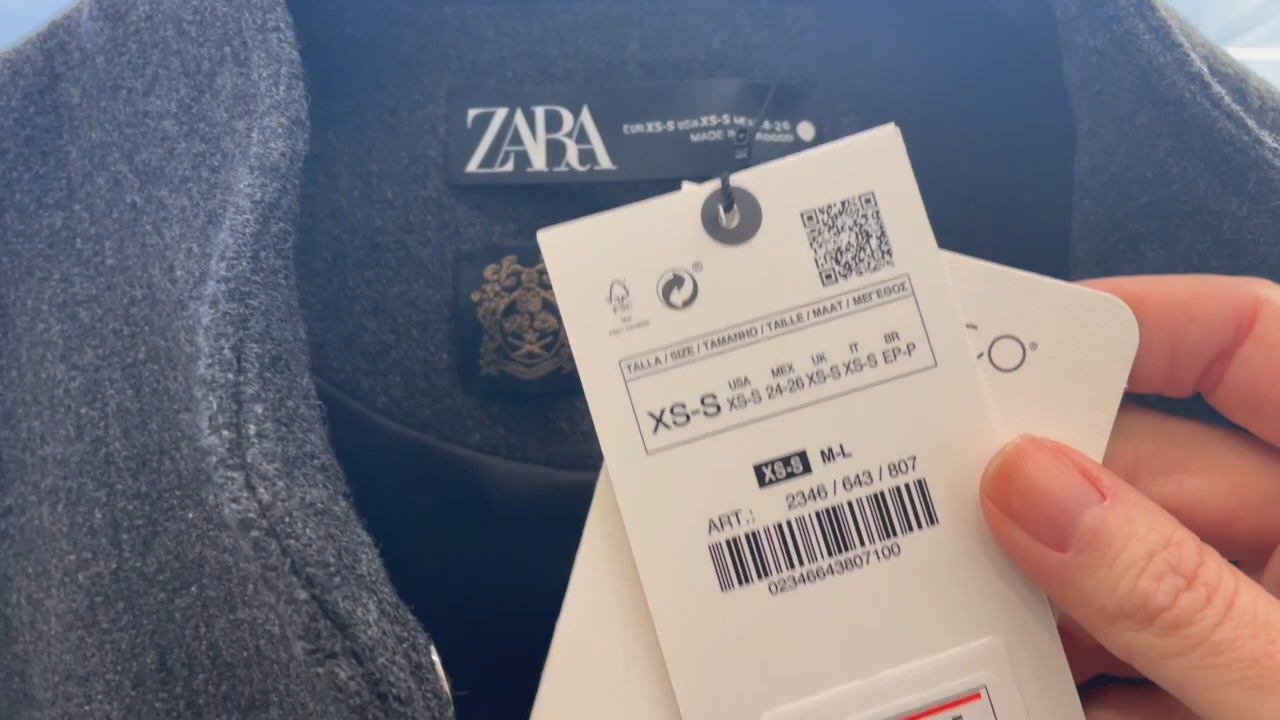 ZARA
EUR XS-S USA XS-S MEX 24-26
MADE IN MOROCCO
TALLA / SIZE / TAMANHO / TAILLE / MAAT / ΜΕΓΕΘΟΣ
XS-S USA XS-S MEX 24-26 UK XS-S IT XS-S BR EP-P
XS-S M-L
ART.: 2346 / 643 / 807
02346643807100